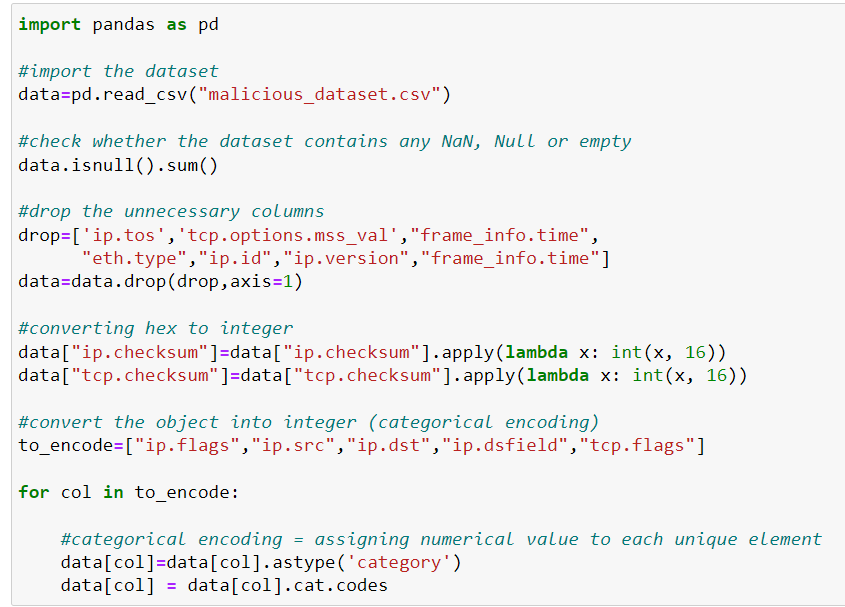 import pandas as pd
#import the dataset
data=pd.read_csv("malicious_dataset.csv")
#check whether the dataset contains any NaN, Null or empty
data.isnull().sum()
#drop the unnecessary columns
drop=['ip.tos','tcp.options.mss_val',"frame_info.time",
"eth.type","ip.id","ip.version","frame_info.time"]
data=data.drop(drop,axis=1)
#converting hex to integer
data["ip.checksum"]=data["ip.checksum"].apply(lambda x: int(x, 16))
data["tcp.checksum"]=data["tcp.checksum"].apply(lambda x: int(x, 16))
#convert the object into integer (categorical encoding)
to_encode=["ip.flags","ip.src","ip.dst","ip.dsfield","tcp.flags"]
for col in to_encode:
#categorical encoding = assigning numerical value to each unique element
data[col]=data[col].astype('category')
data[col] = data[col].cat.codes